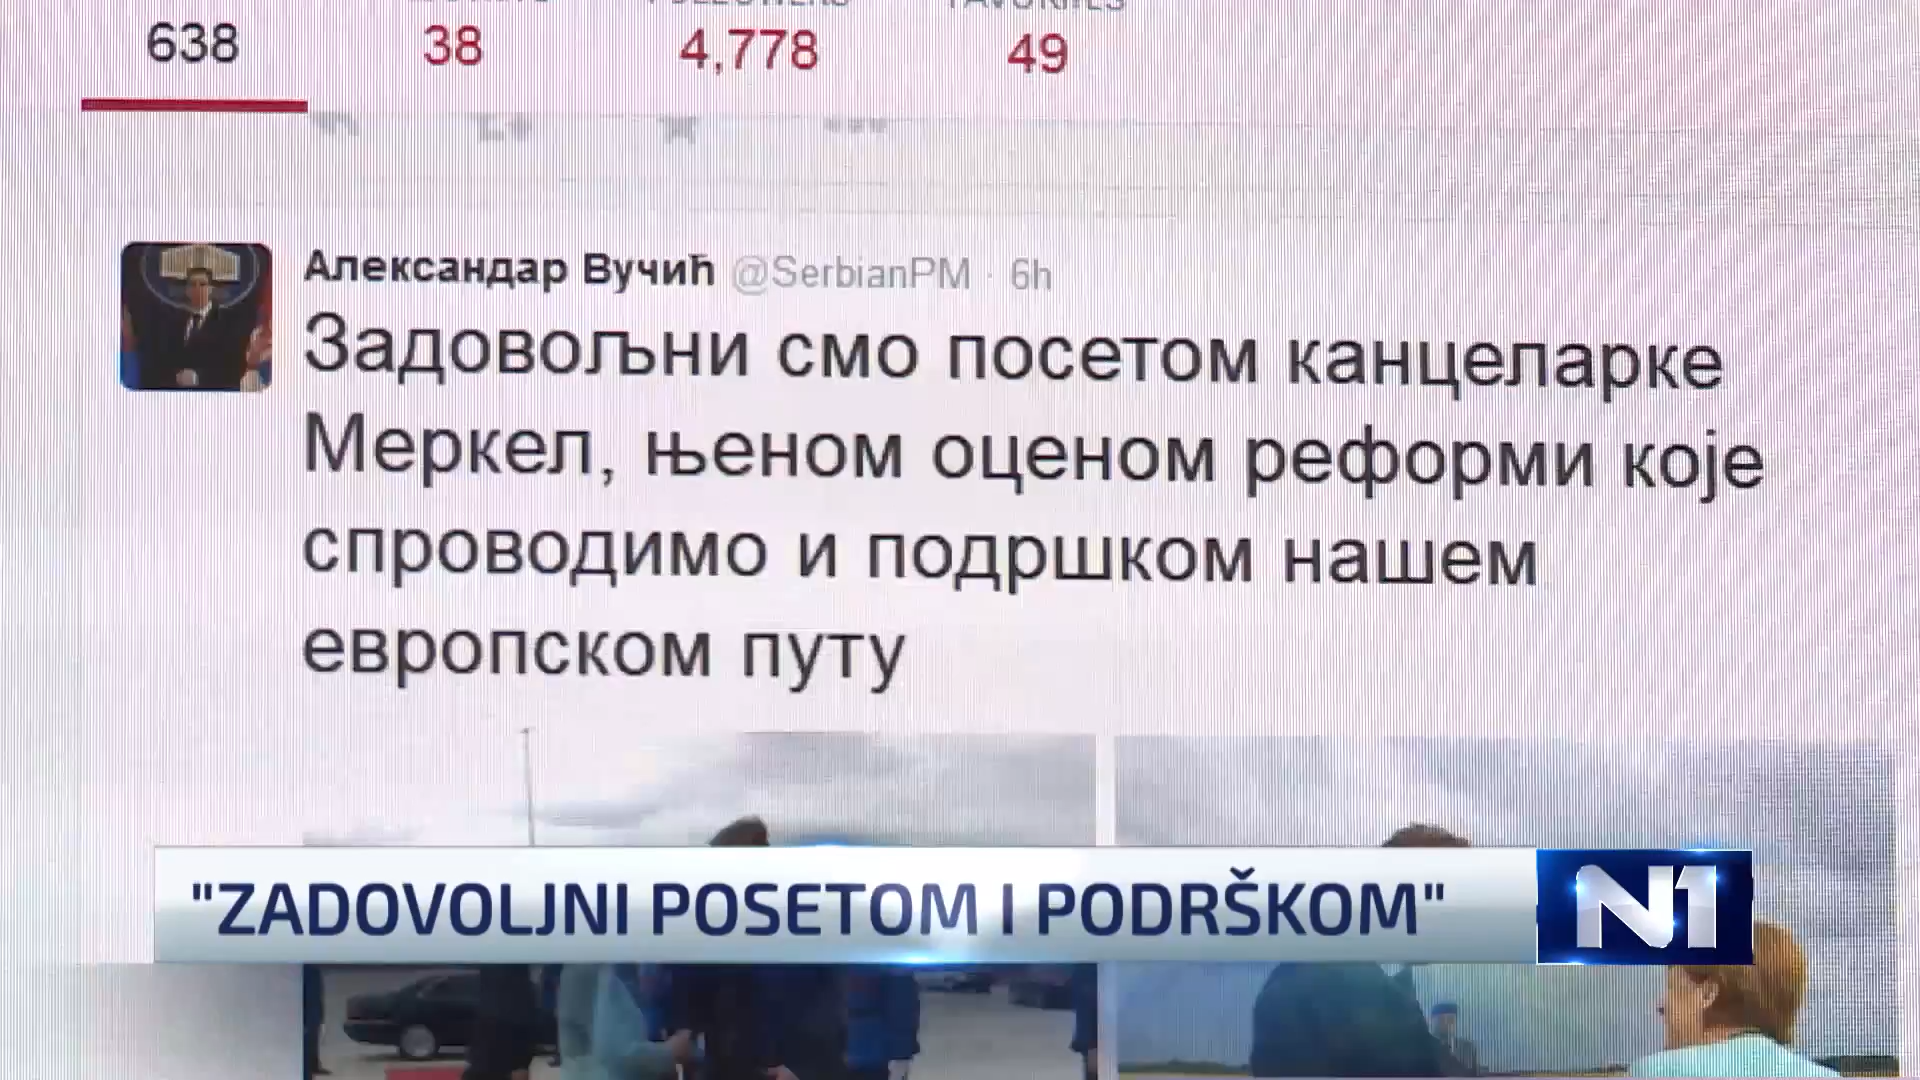 638 38 4,778 49
Александар Вучић @SerbianPM · 6h
Задовољни смо посетом канцеларке
Меркел, њеном оценом реформи које
спроводимо и подршком нашем
европском путу
"ZADOVOLJNI POSETOM I PODRŠKOM" N1